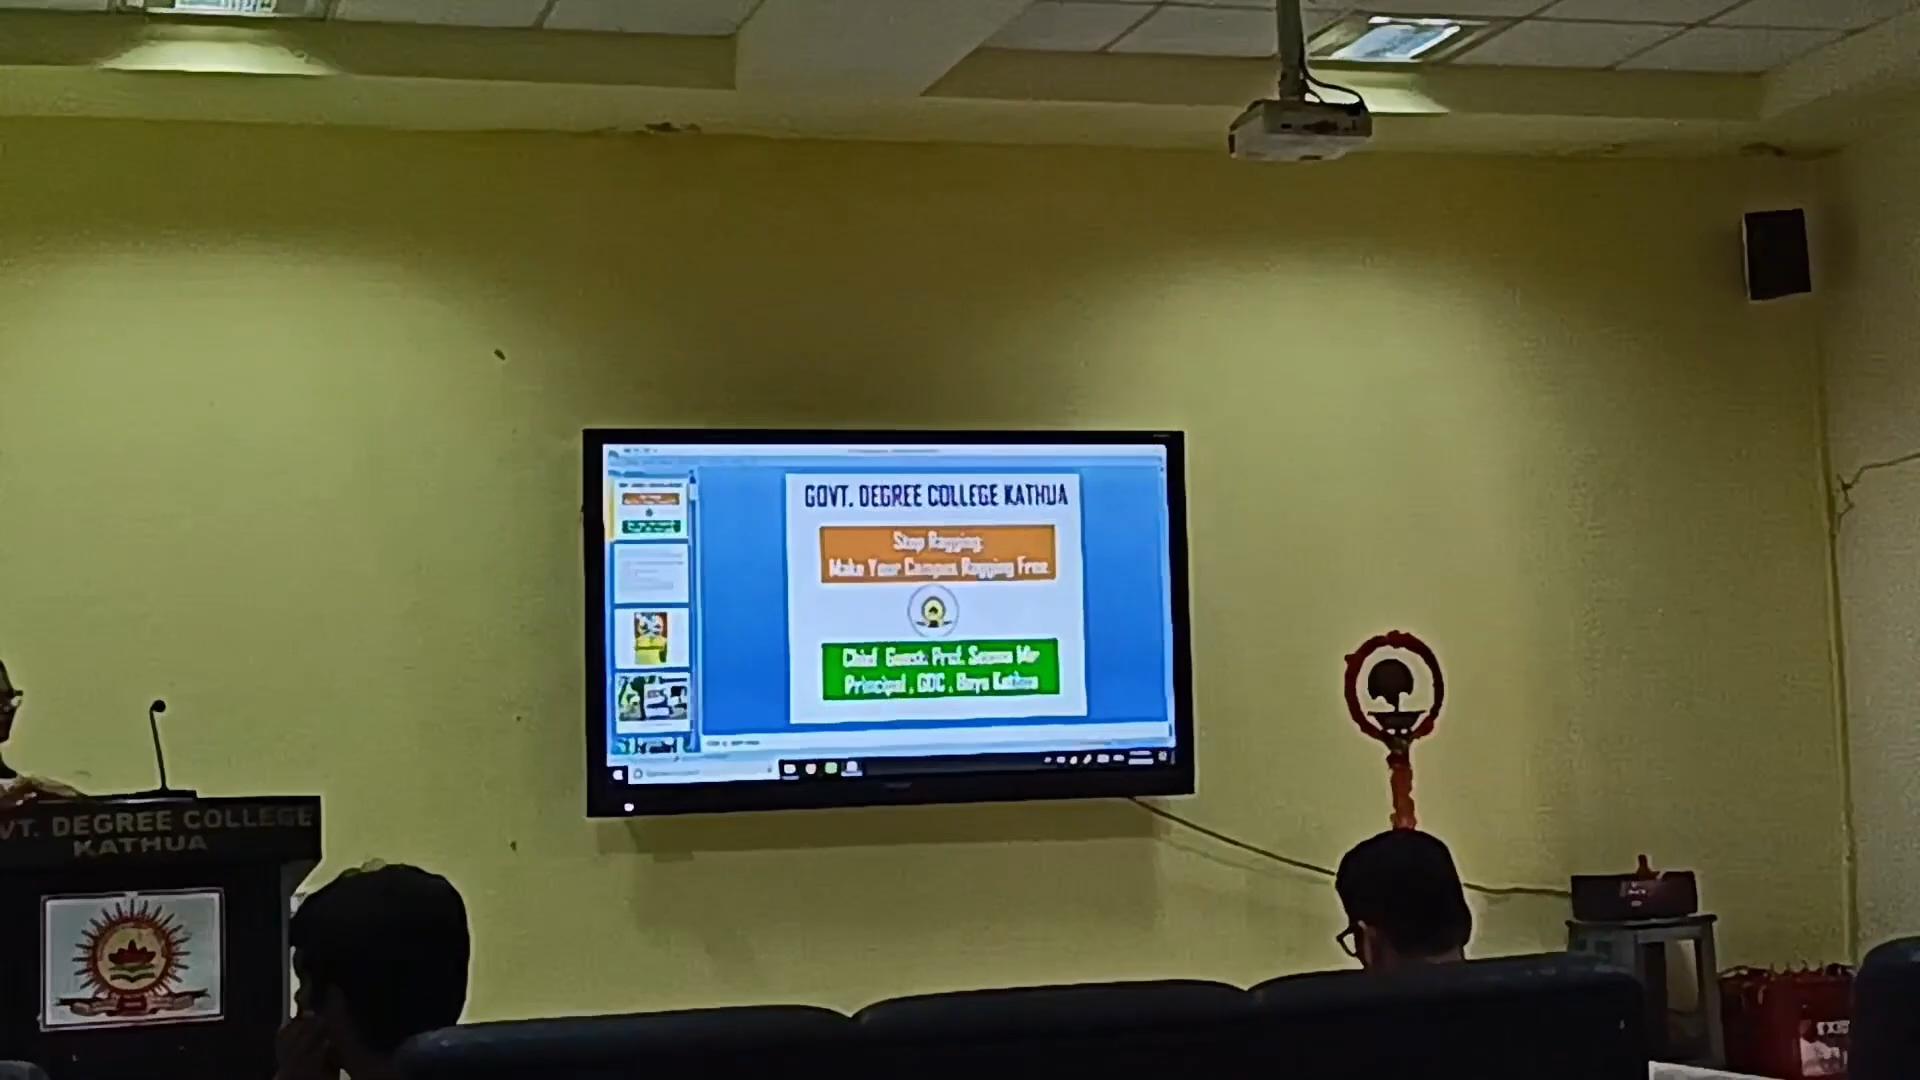 GOVT. DEGREE COLLEGE KATHUA
Stop Ragging
Make Your Campus Ragging Free
Chief Guest: Prof. Seema Mir
Principal, GDC, Boys Kathua
VT. DEGREE COLLEGE
KATHUA